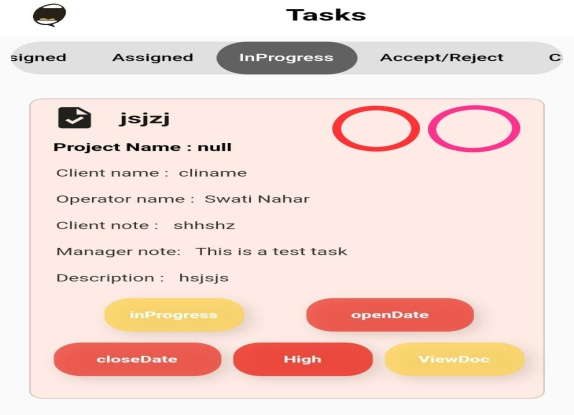 Tasks
signed Assigned InProgress Accept/Reject C
jsjzj
Project Name : null
Client name : cliname
Operator name : Swati Nahar
Client note : shhshz
Manager note: This is a test task
Description : hsjsjs
inProgress openDate
closeDate High ViewDoc